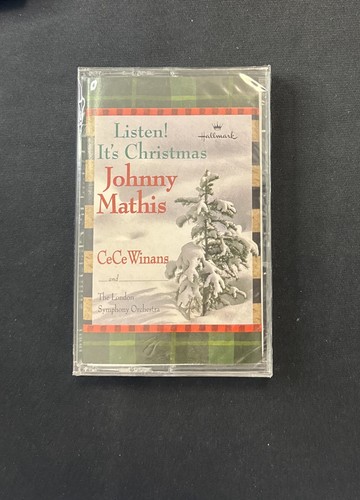 Listen!
It's Christmas
Hallmark
Johnny
Mathis
CeCe Winans
and
The London
Symphony Orchestra